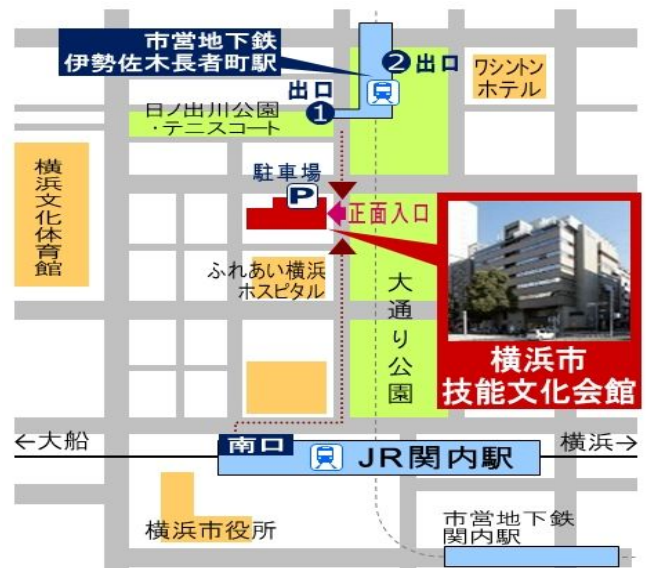 市営地下鉄
伊勢佐木長者町駅
❷出口
ワシントン
ホテル
出口
❶
日ノ出川公園
・テニスコート
横浜文化体育館
駐車場
P
正面入口
ふれあい横浜
ホスピタル
大通り公園
横浜市
技能文化会館
←大船
南口
JR関内駅
横浜→
横浜市役所
市営地下鉄
関内駅